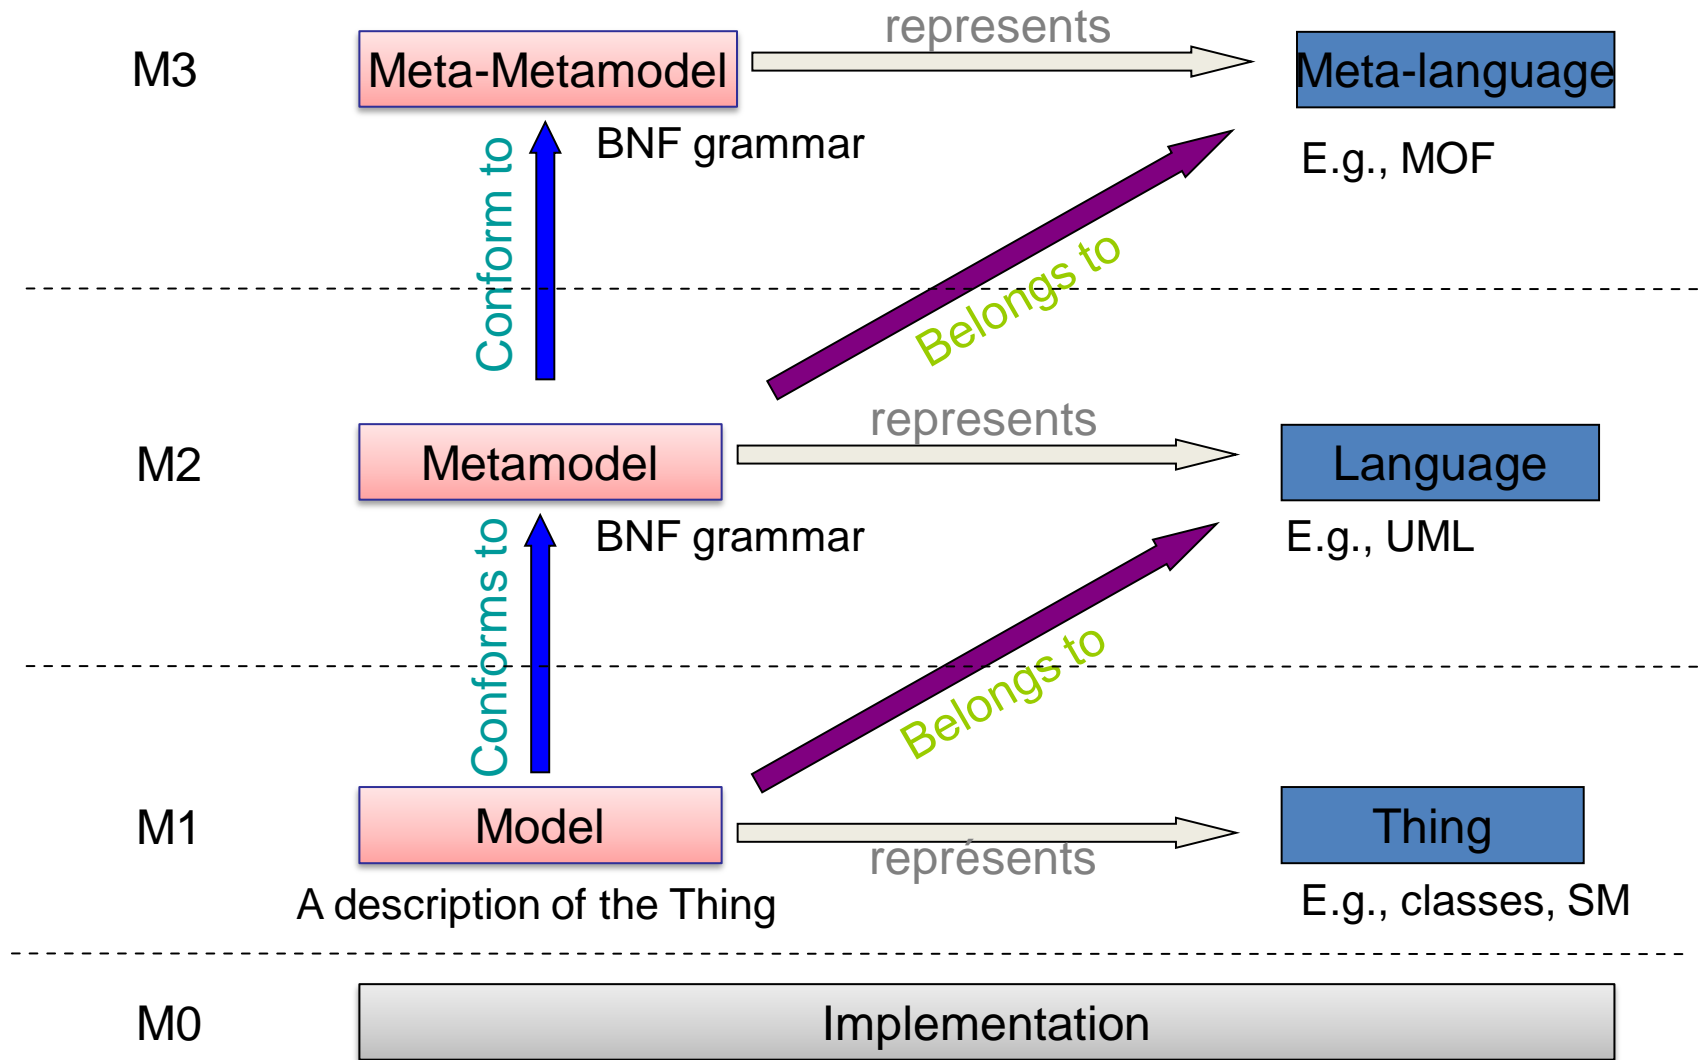 represents
M3
Meta-Metamodel
Meta-language
Conform to
BNF grammar
E.g., MOF
Belongs to
represents
M2
Metamodel
Language
Conforms to
BNF grammar
E.g., UML
Belongs to
M1
Model
Thing
représents
A description of the Thing
E.g., classes, SM
M0
Implementation